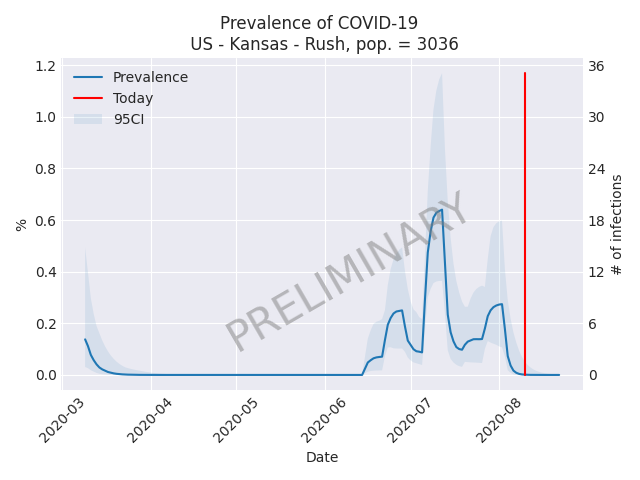 Prevalence of COVID-19
US - Kansas - Rush, pop. = 3036
Prevalence
Today
95CI
PRELIMINARY
%
1.2
1.0
0.8
0.6
0.4
0.2
0.0
# of infections
36
30
24
18
12
6
0
2020-03
2020-04
2020-05
2020-06
2020-07
2020-08
Date